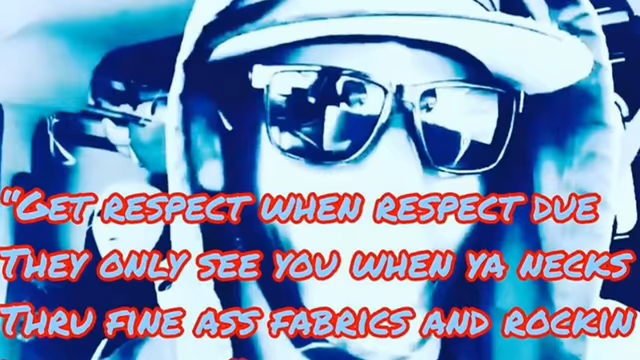 “Get respect when respect due
They only see you when ya necks
Thru fine ass fabrics and rockin